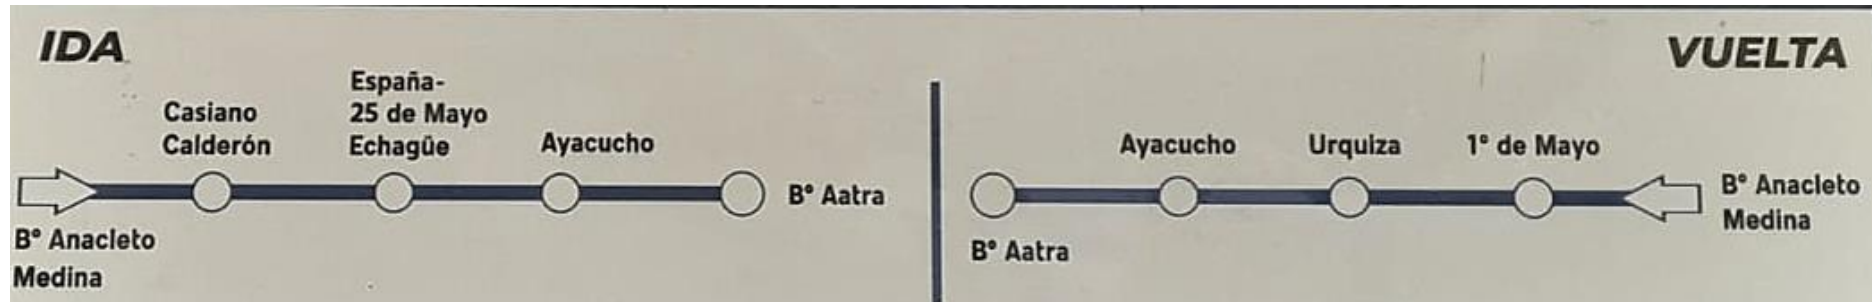 IDA
VUELTA
Casiano
Calderón
España-
25 de Mayo
Echagüe
Ayacucho
B° Aatra
B° Anacleto
Medina
Ayacucho
Urquiza
1° de Mayo
B° Anacleto
Medina
B° Aatra